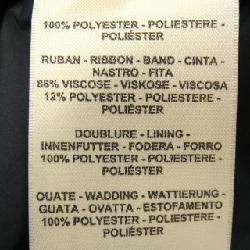 100% POLYESTER - POLIESTERE -
POLIÉSTER
RUBAN - RIBBON - BAND - CINTA -
NASTRO - FITA
88% VISCOSE - VISKOSE - VISCOSA
12% POLYESTER - POLIESTERE -
POLIÉSTER
DOUBLURE - LINING -
INNENFUTTER - FODERA - FORRO
100% POLYESTER - POLIESTERE -
POLIÉSTER
OUATE - WADDING - WATTIERUNG -
GUATA - OVATTA - ESTOFAMENTO
100% POLYESTER - POLIESTERE -
POLIÉSTER